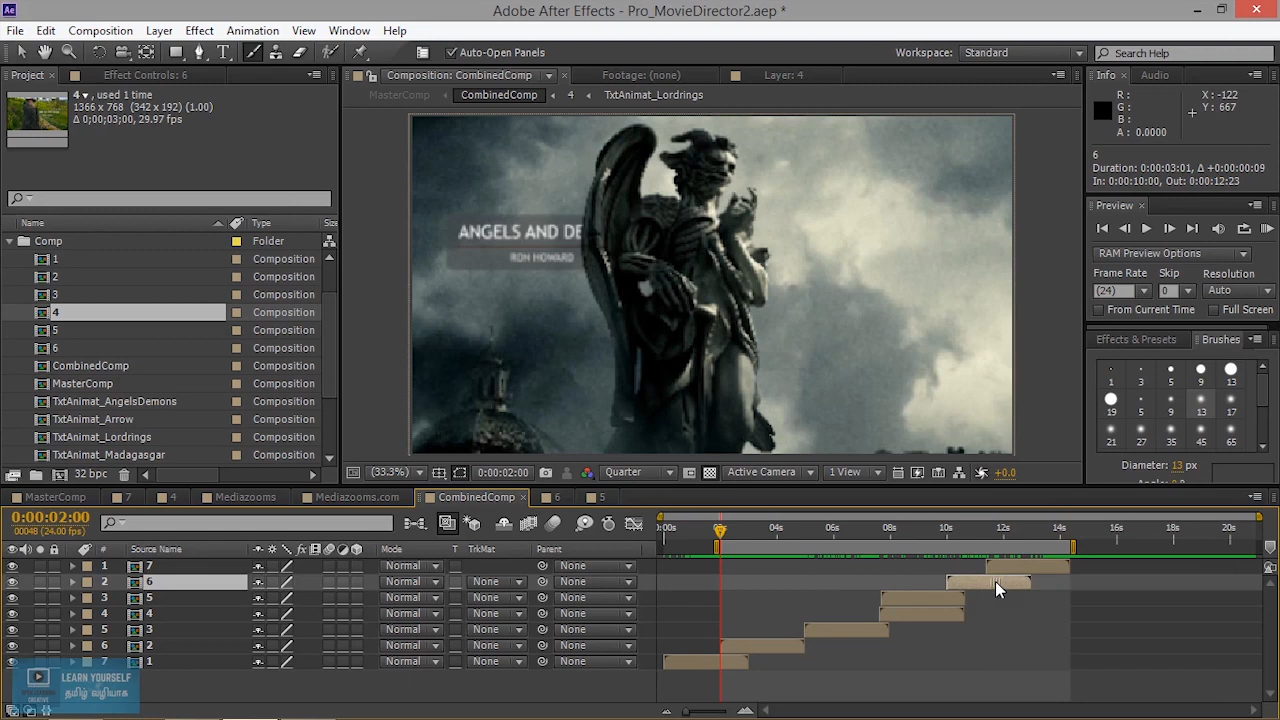 Adobe After Effects - Pro_MovieDirector2.aep *
File Edit Composition Layer Effect Animation View Window Help
Auto-Open Panels
Workspace: Standard
Search Help
Project
Effect Controls: 6
Composition: CombinedComp
Footage: (none)
Layer: 4
Info
Audio
4 , used 1 time
1366 x 768 (342 x 192) (1.00)
Δ 0;00;03;00, 29.97 fps
MasterComp
CombinedComp
4
TxtAnimat_Lordrings
R :
G :
B :
A : 0.0000
X : -122
Y : 667
6
Duration: 0:00:03:01, Δ +0:00:00:09
In: 0:00:10:00, Out: 0:00:12:23
Preview
RAM Preview Options
Frame Rate Skip Resolution
(24) 0 Auto
From Current Time Full Screen
Effects & Presets
Brushes
1 3 5 9 13
19 5 9 13 17
21 27 35 45 65
Diameter: 13 px
Name Type Size
Comp Folder
1 Composition
2 Composition
3 Composition
4 Composition
5 Composition
6 Composition
CombinedComp Composition
MasterComp Composition
TxtAnimat_AngelsDemons Composition
TxtAnimat_Arrow Composition
TxtAnimat_Lordrings Composition
TxtAnimat_Madagasgar Composition
32 bpc
ANGELS AND DE
RON HOWARD
(33.3%) 0:00:02:00 Quarter Active Camera 1 View +0.0
MasterComp 7 4 Mediazooms Mediazooms.com CombinedComp 6 5
0:00:02:00
00048 (24.00 fps)
# Source Name Mode T TrkMat Parent
04s 06s 08s 10s 12s 14s 16s 18s 20s
1 7 Normal None
2 6 Normal None None
3 5 Normal None None
4 4 Normal None None
5 3 Normal None None
6 2 Normal None None
7 1 Normal None None
LEARN YOURSELF
தமிழ் வழியாக